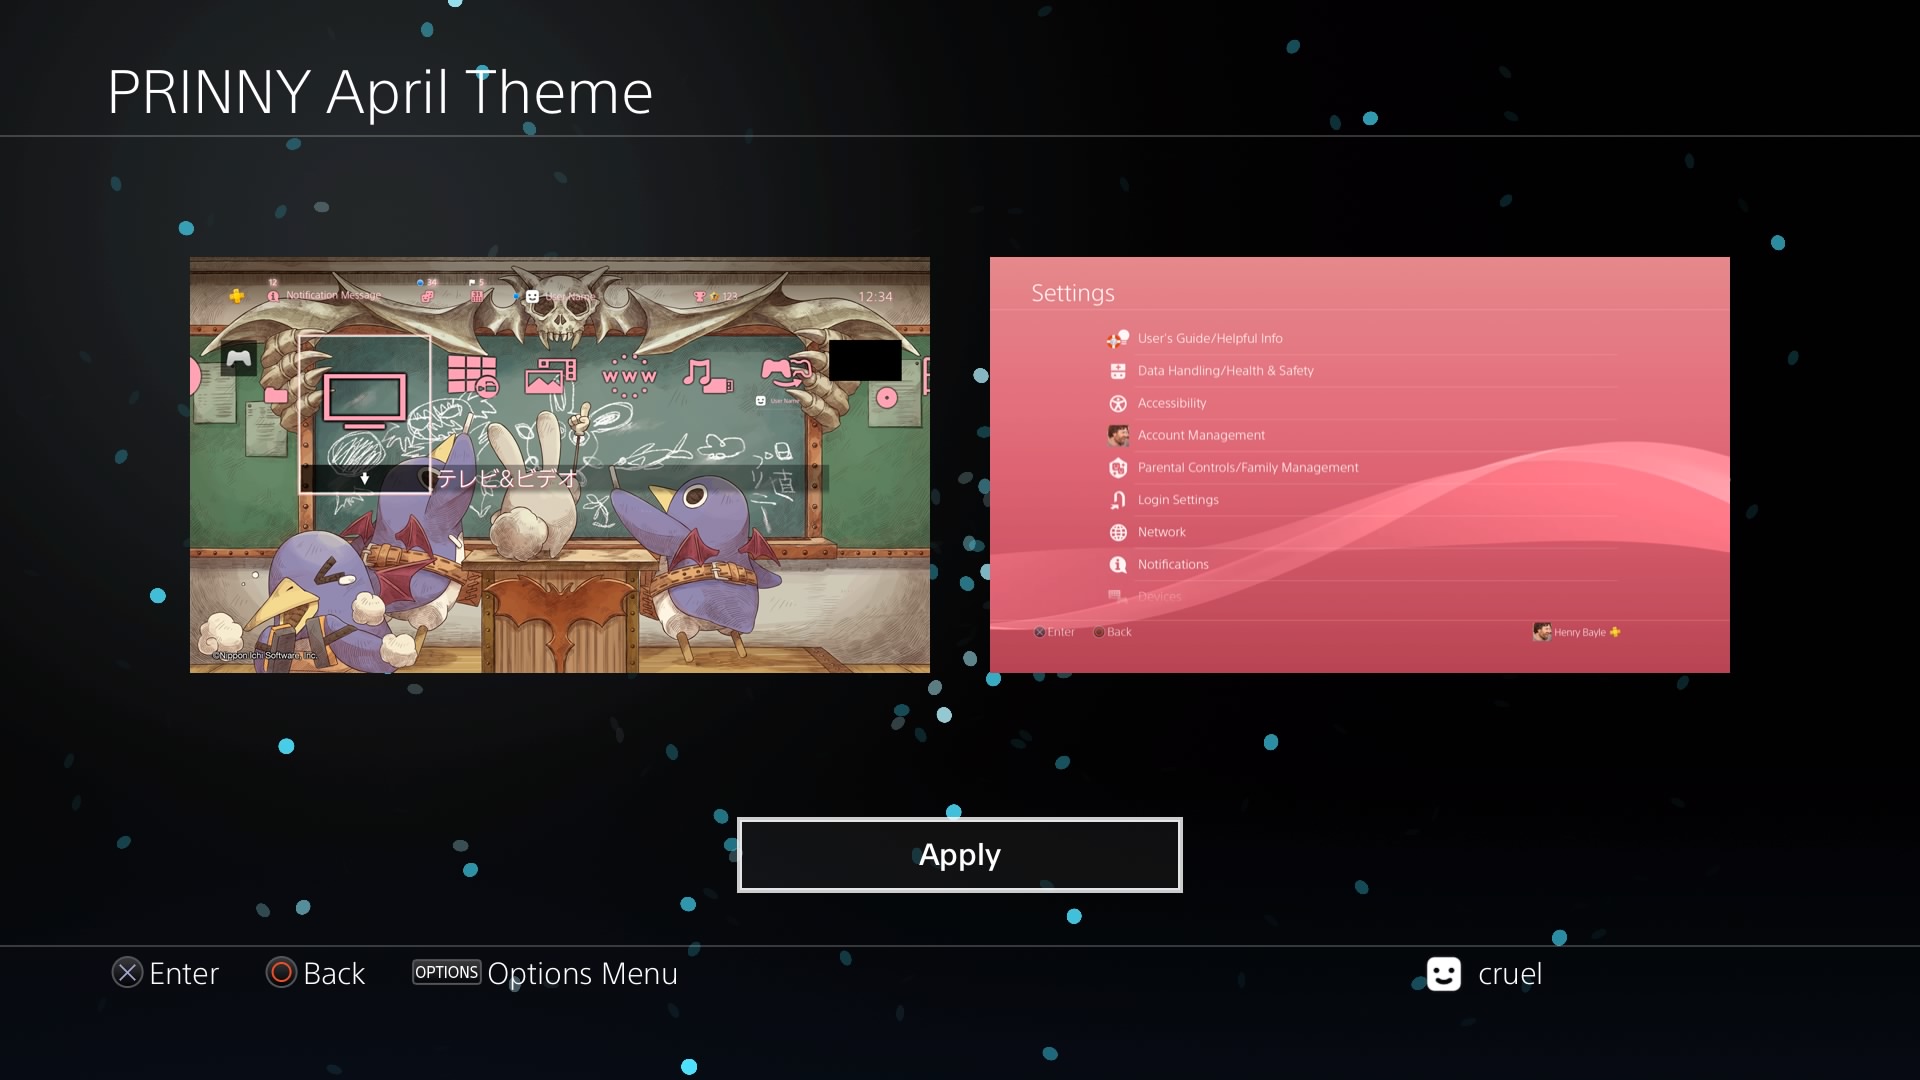 PRINNY April Theme
12
34
5
Notification Message
User Name
123
12:34
WWW
User Name
テレビ&ビデオ
©Nippon Ichi Software, Inc.
Settings
User's Guide/Helpful Info
Data Handling/Health & Safety
Accessibility
Account Management
Parental Controls/Family Management
Login Settings
Network
Notifications
Devices
Enter
Back
Henry Bayle
Apply
Enter
Back
OPTIONS Options Menu
cruel